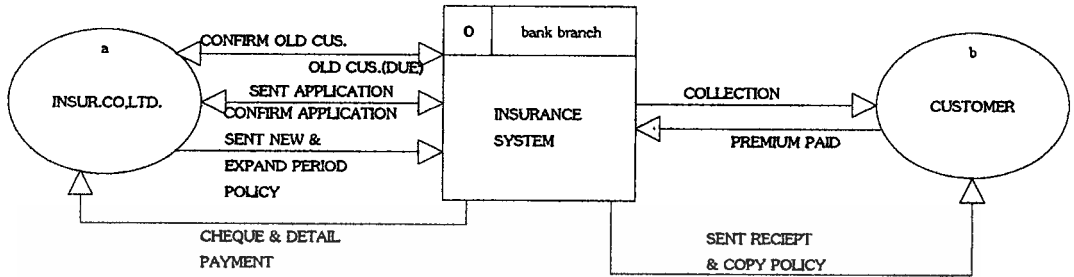 a
INSUR.CO,LTD.
CONFIRM OLD CUS.
OLD CUS.(DUE)
SENT APPLICATION
CONFIRM APPLICATION
SENT NEW &
EXPAND PERIOD
POLICY
CHEQUE & DETAIL
PAYMENT
O
bank branch
INSURANCE
SYSTEM
COLLECTION
PREMIUM PAID
SENT RECIEPT
& COPY POLICY
b
CUSTOMER